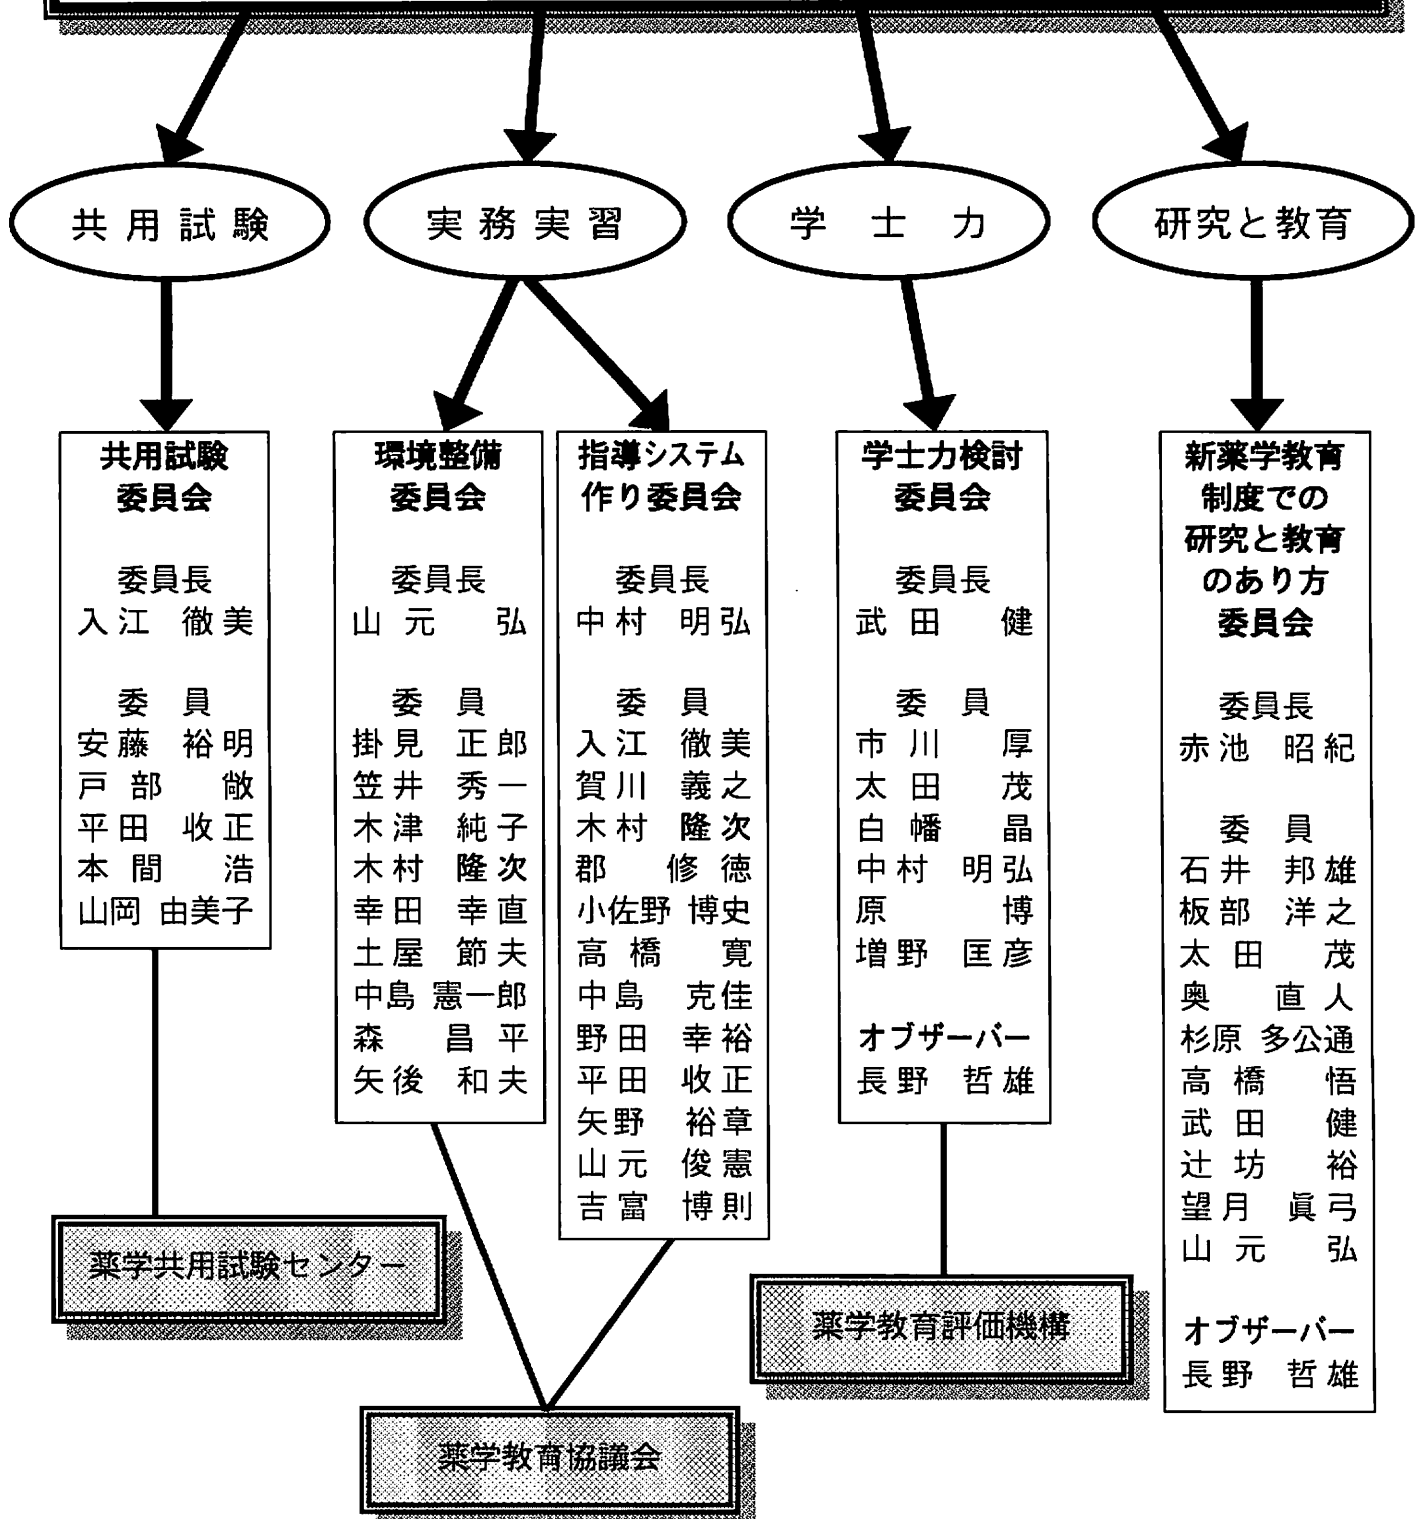 共用試験
実務実習
学士力
研究と教育
共用試験
委員会
委員長
入江 徹美
委員
安藤 裕明
戸部 敞
平田 收正
本間 浩
山岡 由美子
環境整備
委員会
委員長
山元 弘
委員
掛見 正郎
笠井 秀一
木津 純子
木村 隆次
幸田 幸直
土屋 節夫
中島 憲一郎
森 昌平
矢後 和夫
指導システム
作り委員会
委員長
中村 明弘
委員
入江 徹美
賀川 義之
木村 隆次
郡 修徳
小佐野 博史
高橋 寛
中島 克佳
野田 幸裕
平田 收正
矢野 裕章
山元 俊憲
吉富 博則
学士力検討
委員会
委員長
武田 健
委員
市川 厚
太田 茂
白幡 晶
中村 明弘
原 博
増野 匡彦
オブザーバー
長野 哲雄
新薬学教育
制度での
研究と教育
のあり方
委員会
委員長
赤池 昭紀
委員
石井 邦雄
板部 洋之
太田 茂
奥 直人
杉原 多公通
高橋 悟
武田 健
辻坊 裕
望月 眞弓
山元 弘
オブザーバー
長野 哲雄
薬学共用試験センター
薬学教育評価機構
薬学教育協議会